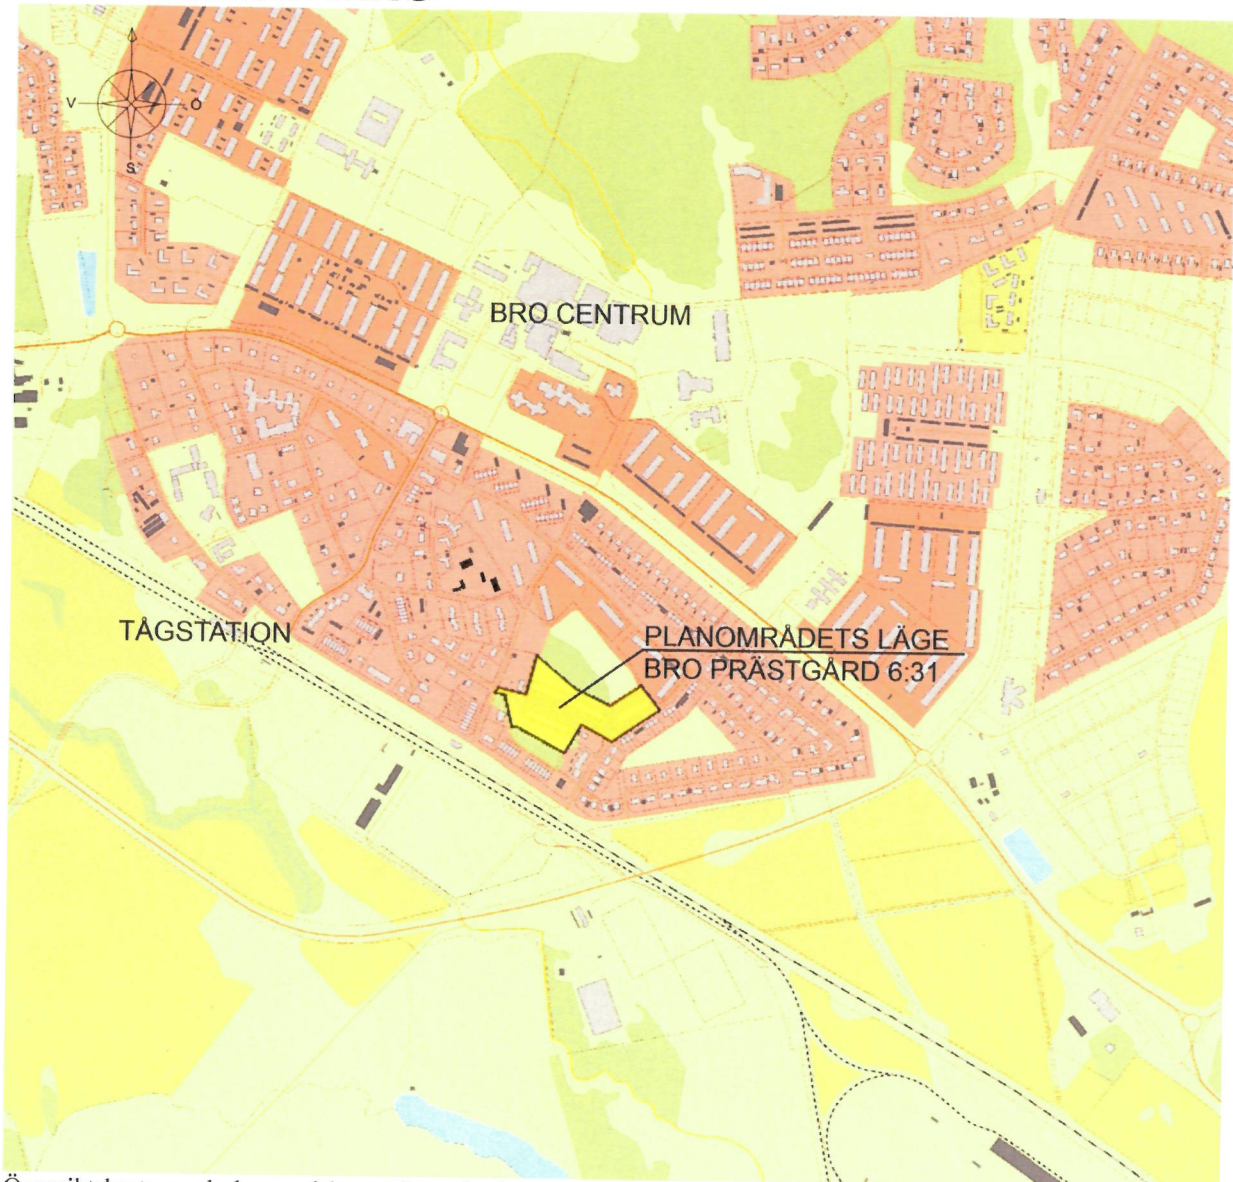 V
Ö
S
BRO CENTRUM
TÅGSTATION
PLANOMRÅDETS LÄGE
BRO PRÄSTGÅRD 6:31